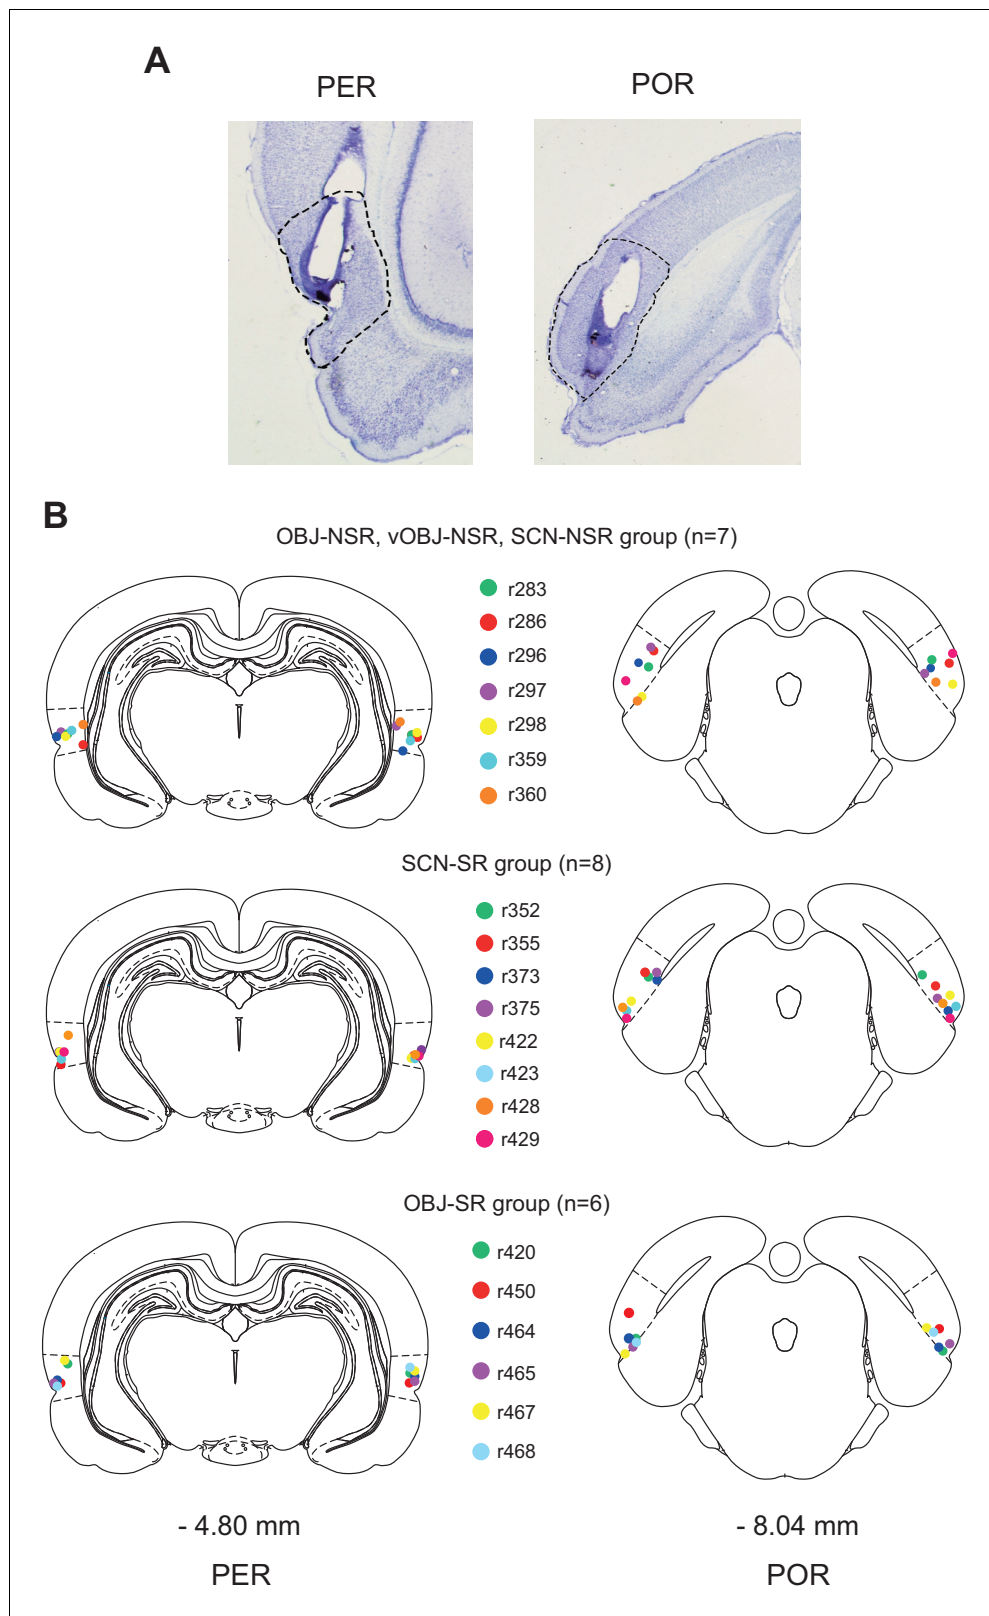 A
PER
POR
B
OBJ-NSR, vOBJ-NSR, SCN-NSR group (n=7)
r283
r286
r296
r297
r298
r359
r360
SCN-SR group (n=8)
r352
r355
r373
r375
r422
r423
r428
r429
OBJ-SR group (n=6)
r420
r450
r464
r465
r467
r468
- 4.80 mm
- 8.04 mm
PER
POR